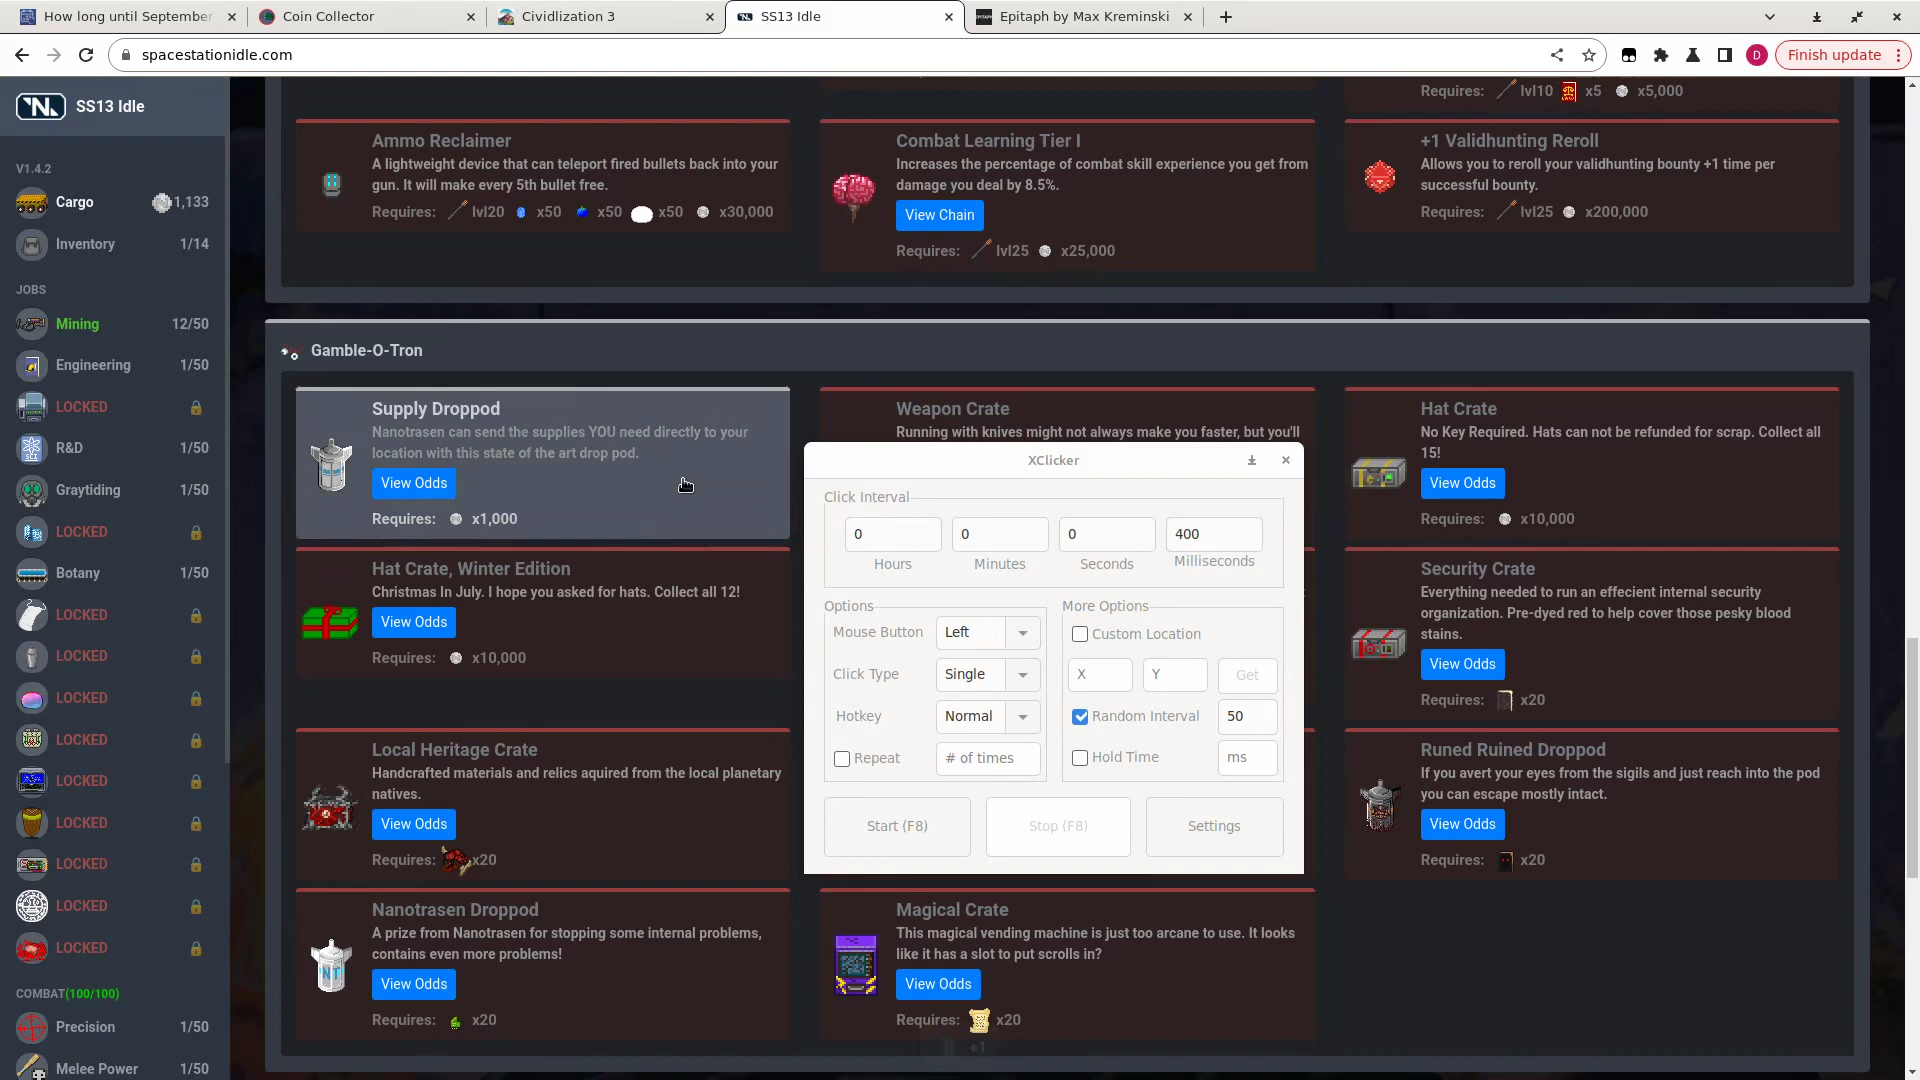 How long until September
Coin Collector
Cividlization 3
SS13 Idle
Epitaph by Max Kreminski
spacestationidle.com
D
Finish update
SS13 Idle
V1.4.2
Cargo 1,133
Inventory 1/14
JOBS
Mining 12/50
Engineering 1/50
LOCKED
R&D 1/50
Graytiding 1/50
LOCKED
Botany 1/50
LOCKED
LOCKED
LOCKED
LOCKED
LOCKED
LOCKED
LOCKED
LOCKED
LOCKED
COMBAT(100/100)
Precision 1/50
Melee Power 1/50
lvl10 x5 x5,000
Requires:
Ammo Reclaimer
A lightweight device that can teleport fired bullets back into your
gun. It will make every 5th bullet free.
Requires: lvl20 x50 x50 x50 x30,000
Combat Learning Tier I
Increases the percentage of combat skill experience you get from
damage you deal by 8.5%.
View Chain
Requires: lvl25 x25,000
+1 Validhunting Reroll
Allows you to reroll your validhunting bounty +1 time per
successful bounty.
Requires: lvl25 x200,000
Gamble-O-Tron
Supply Droppod
Nanotrasen can send the supplies YOU need directly to your
location with this state of the art drop pod.
View Odds
Requires: x1,000
Weapon Crate
Running with knives might not always make you faster, but you'll
Hat Crate
No Key Required. Hats can not be refunded for scrap. Collect all
15!
View Odds
Requires: x10,000
Hat Crate, Winter Edition
Christmas In July. I hope you asked for hats. Collect all 12!
View Odds
Requires: x10,000
Security Crate
Everything needed to run an effecient internal security
organization. Pre-dyed red to help cover those pesky blood
stains.
View Odds
Requires: x20
Local Heritage Crate
Handcrafted materials and relics aquired from the local planetary
natives.
View Odds
Requires: x20
Runed Ruined Droppod
If you avert your eyes from the sigils and just reach into the pod
you can escape mostly intact.
View Odds
Requires: x20
Nanotrasen Droppod
A prize from Nanotrasen for stopping some internal problems,
contains even more problems!
View Odds
Requires: x20
Magical Crate
This magical vending machine is just too arcane to use. It looks
like it has a slot to put scrolls in?
View Odds
Requires: x20
+1
XClicker
Click Interval
0 0 0 400
Hours Minutes Seconds Milliseconds
Options
Mouse Button Left
Click Type Single
Hotkey Normal
Repeat # of times
More Options
Custom Location
X Y Get
Random Interval 50
Hold Time ms
Start (F8) Stop (F8) Settings